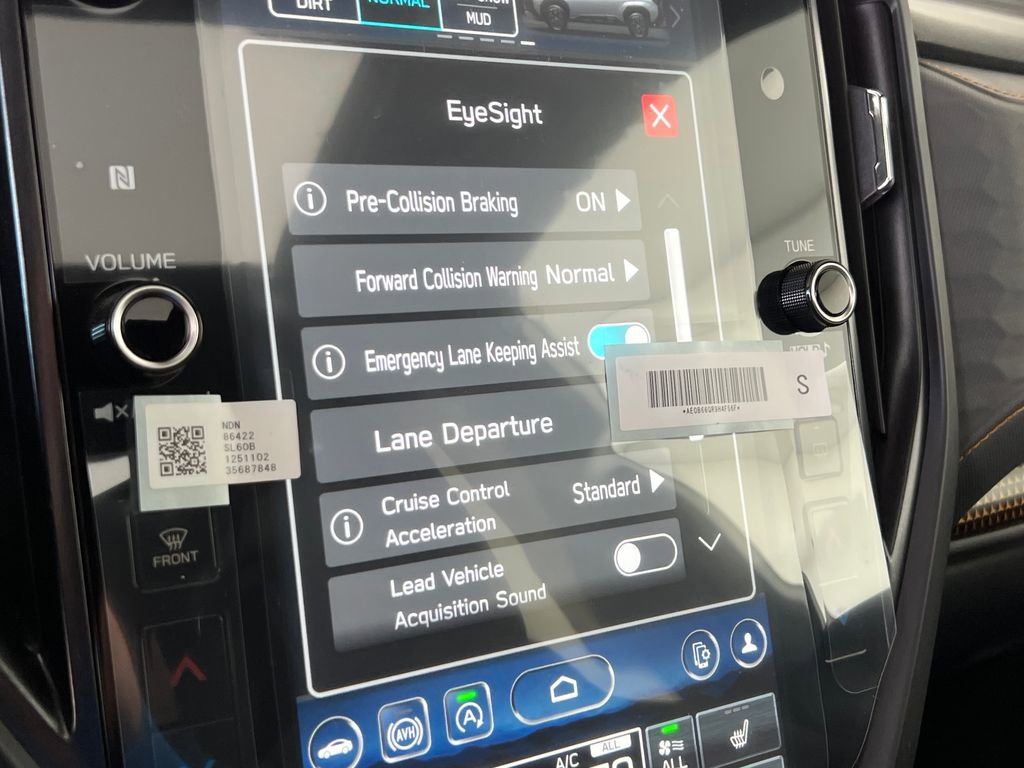 DIRT
NORMAL
MUD
EyeSight
Pre-Collision Braking ON
Forward Collision Warning Normal
Emergency Lane Keeping Assist
Lane Departure
Cruise Control
Acceleration
Standard
Lead Vehicle
Acquisition Sound
VOLUME
TUNE
NDN
86422
SL60B
1251102
35687848
S
FRONT
AVH
A
A/C
ALL
ALL